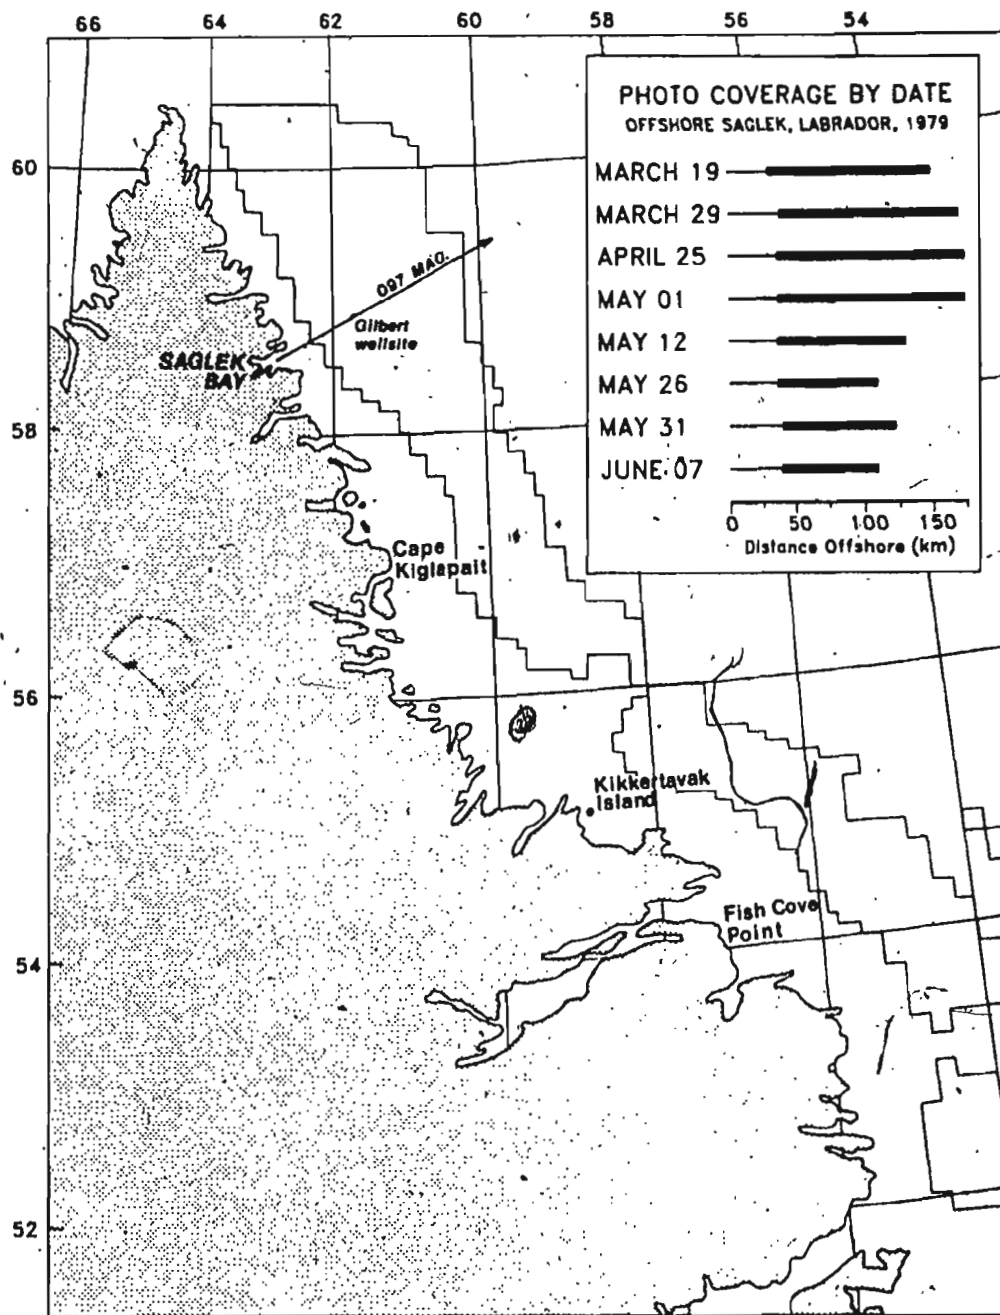 66 64 62 60 58 56 54
PHOTO COVERAGE BY DATE
OFFSHORE SAGLEK, LABRADOR, 1979
MARCH 19
MARCH 29
APRIL 25
MAY 01
MAY 12
MAY 26
MAY 31
JUNE 07
0 50 100 150
Distance Offshore (km)
60
097 MAG.
Gilbert
wellsite
SAGLEK
BAY
58
Cape
Kiglapait
56
Kikkertavak
Island
Fish Cove
Point
54
52